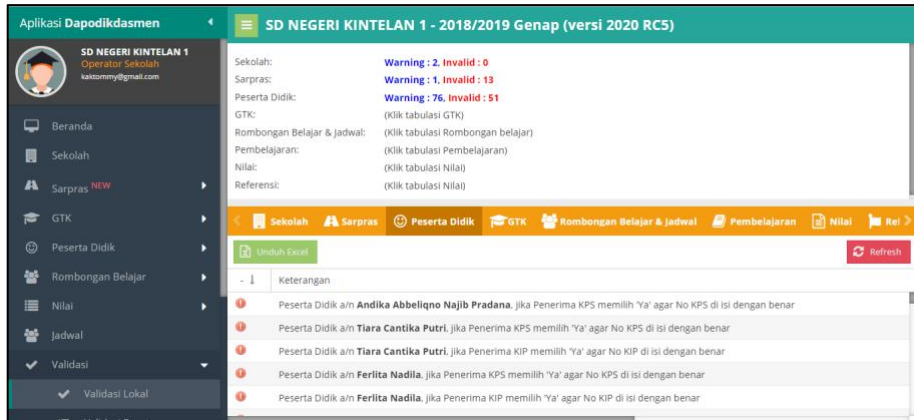 Aplikasi Dapodikdasmen
SD NEGERI KINTELAN 1 - 2018/2019 Genap (versi 2020 RC5)
SD NEGERI KINTELAN 1
Operator Sekolah
kaktommy@gmail.com
Beranda
Sekolah
Sarpras NEW
GTK
Peserta Didik
Rombongan Belajar
Nilai
Jadwal
Validasi
Validasi Lokal
Sekolah: Warning : 2, Invalid : 0
Sarpras: Warning : 1, Invalid : 13
Peserta Didik: Warning : 76, Invalid : 51
GTK: (Klik tabulasi GTK)
Rombongan Belajar & Jadwal: (Klik tabulasi Rombongan belajar)
Pembelajaran: (Klik tabulasi Pembelajaran)
Nilai: (Klik tabulasi Nilai)
Referensi: (Klik tabulasi Nilai)
Sekolah Sarpras Peserta Didik GTK Rombongan Belajar & Jadwal Pembelajaran Nilai
Unduh Excel Refresh
Keterangan
Peserta Didik a/n Andika Abbeliqno Najib Pradana, jika Penerima KPS memilih 'Ya' agar No KPS di isi dengan benar
Peserta Didik a/n Tiara Cantika Putri, jika Penerima KPS memilih 'Ya' agar No KPS di isi dengan benar
Peserta Didik a/n Tiara Cantika Putri, jika Penerima KIP memilih 'Ya' agar No KIP di isi dengan benar
Peserta Didik a/n Ferlita Nadila, jika Penerima KPS memilih 'Ya' agar No KPS di isi dengan benar
Peserta Didik a/n Ferlita Nadila, jika Penerima KIP memilih 'Ya' agar No KIP di isi dengan benar